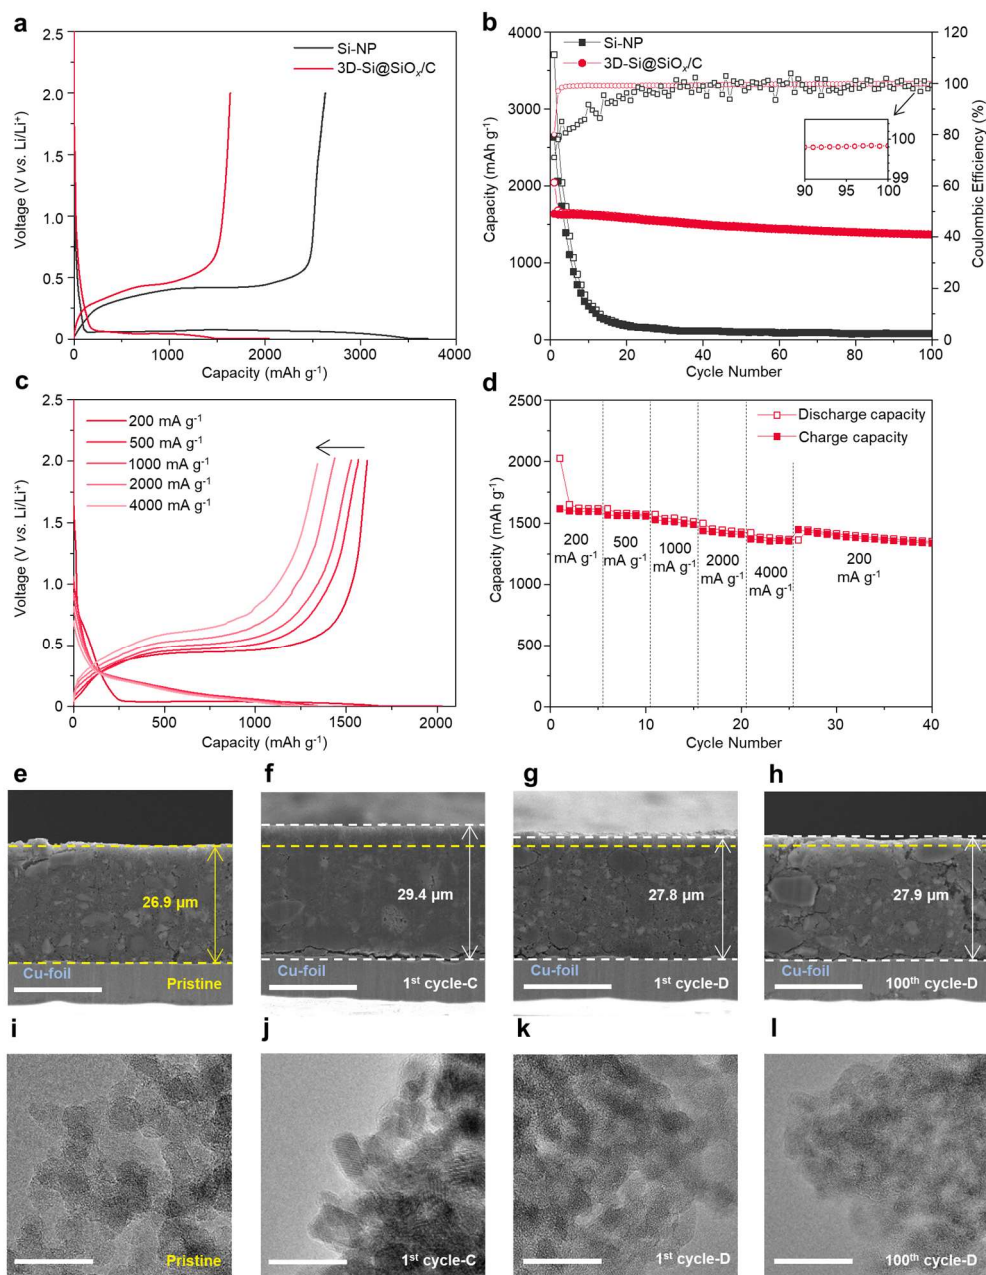 a
2.5
2.0
1.5
1.0
0.5
0
Voltage (V vs. Li/Li⁺)
Si-NP
3D-Si@SiOₓ/C
0 1000 2000 3000 4000
Capacity (mAh g⁻¹)
b
4000
3000
2000
1000
0
Capacity (mAh g⁻¹)
Si-NP
3D-Si@SiOₓ/C
100
99
90 95 100
120
100
80
60
40
20
0
Coulombic Efficiency (%)
0 20 40 60 80 100
Cycle Number
c
2.5
2.0
1.5
1.0
0.5
0.0
Voltage (V vs. Li/Li⁺)
200 mA g⁻¹
500 mA g⁻¹
1000 mA g⁻¹
2000 mA g⁻¹
4000 mA g⁻¹
0 500 1000 1500 2000
Capacity (mAh g⁻¹)
d
2500
2000
1500
1000
500
0
Capacity (mAh g⁻¹)
Discharge capacity
Charge capacity
200
mA g⁻¹
500
mA g⁻¹
1000
mA g⁻¹
2000
mA g⁻¹
4000
mA g⁻¹
200
mA g⁻¹
0 10 20 30 40
Cycle Number
e
26.9 µm
Cu-foil
Pristine
f
29.4 µm
Cu-foil
1ˢᵗ cycle-C
g
27.8 µm
Cu-foil
1ˢᵗ cycle-D
h
27.9 µm
Cu-foil
100ᵗʰ cycle-D
i
Pristine
j
1ˢᵗ cycle-C
k
1ˢᵗ cycle-D
l
100ᵗʰ cycle-D